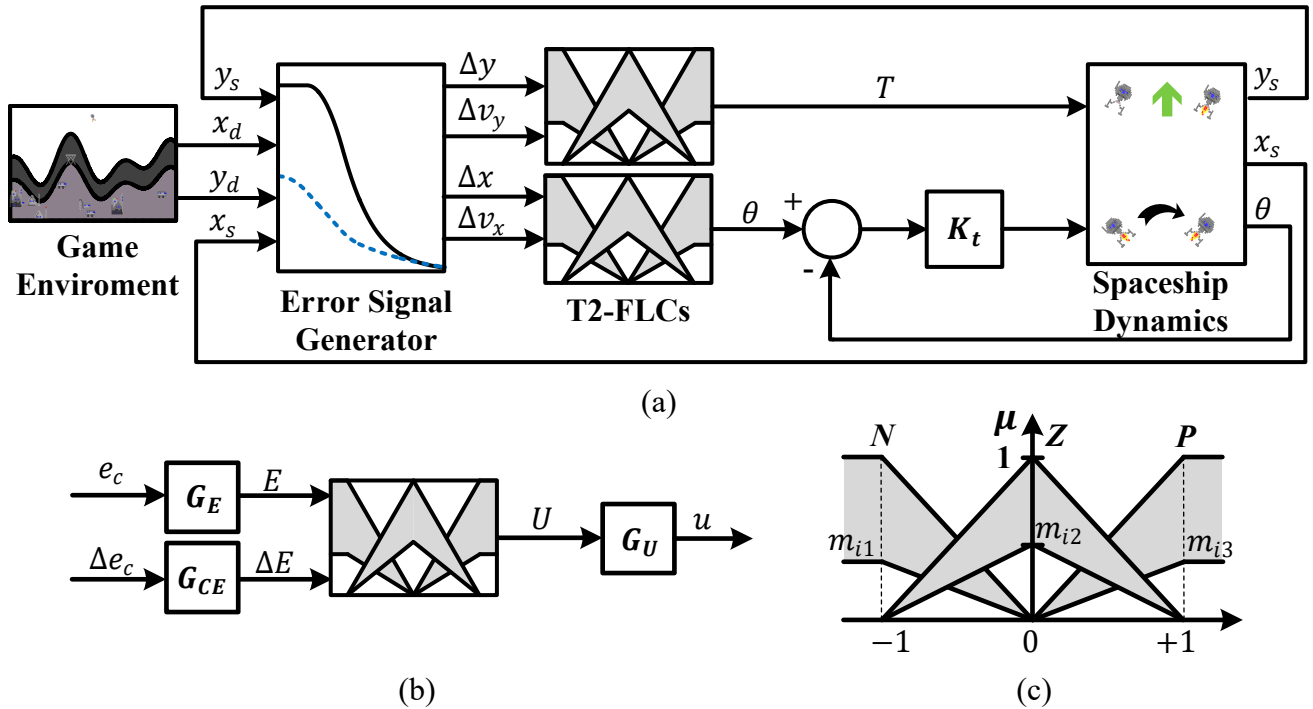 y_s
x_d
y_d
x_s
Game
Enviroment
Error Signal
Generator
Δy
Δv_y
Δx
Δv_x
T2-FLCs
T
θ
+
-
K_t
Spaceship
Dynamics
y_s
x_s
θ
(a)
e_c
G_E
E
Δe_c
G_CE
ΔE
U
G_U
u
(b)
N
μ
Z
P
1
m_i1
m_i2
m_i3
−1
0
+1
(c)